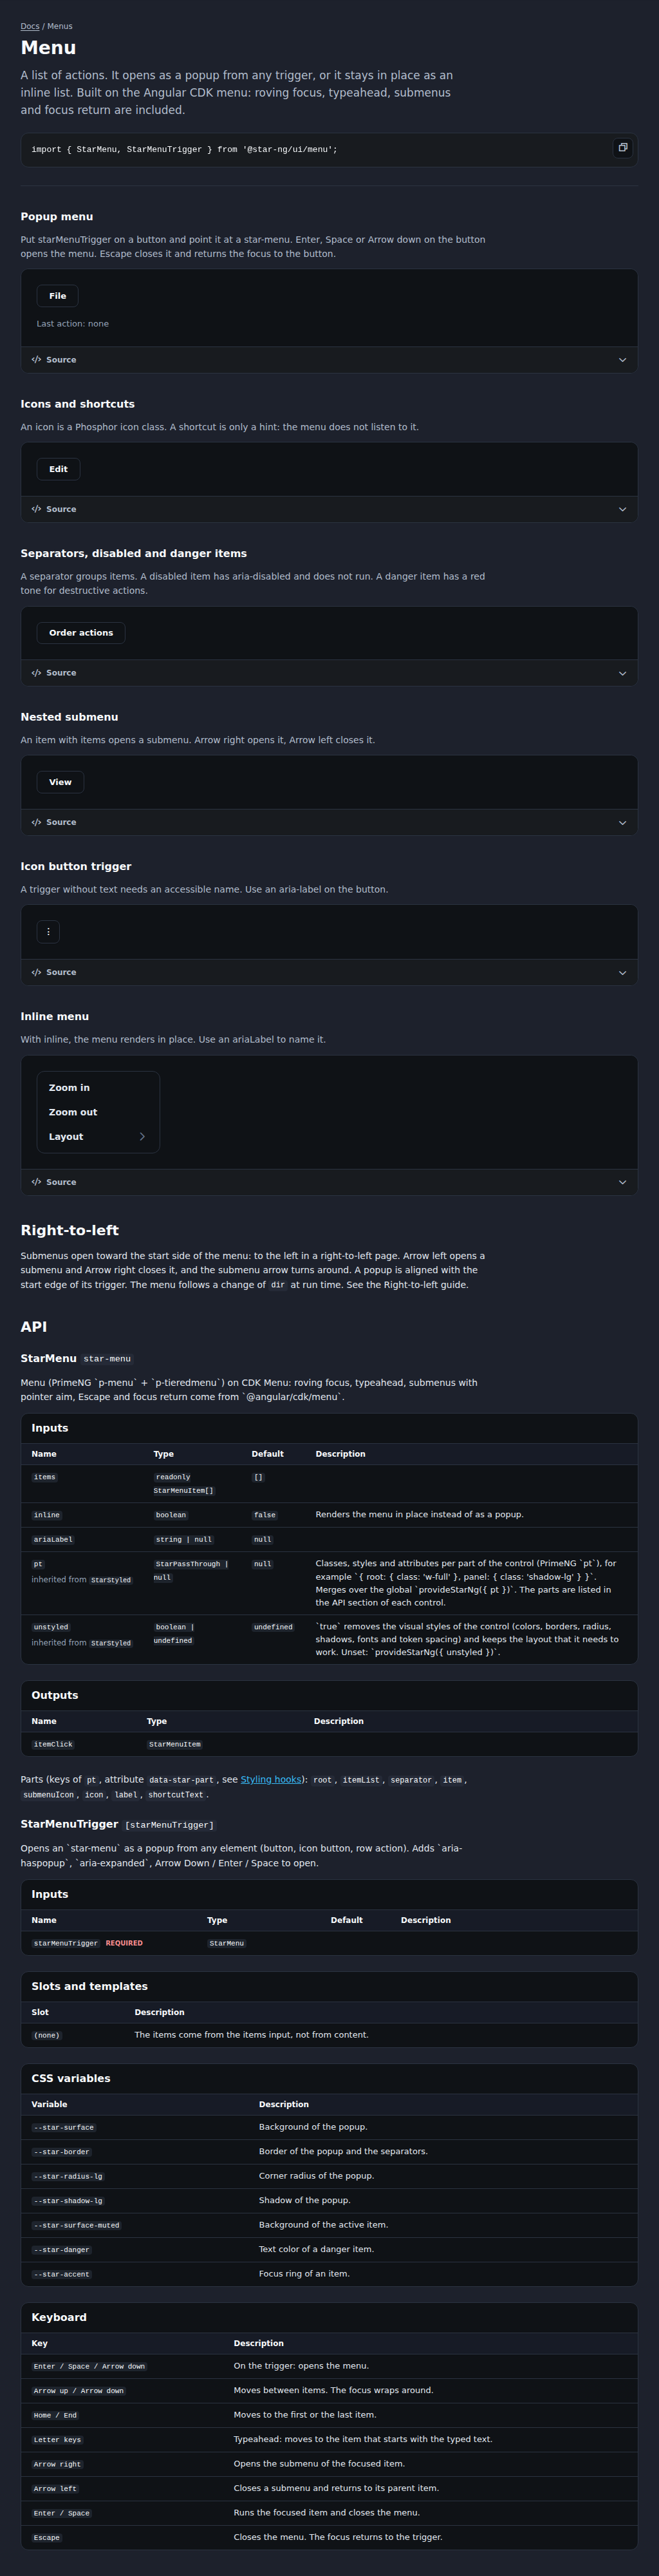 Docs / Menus
Menu
A list of actions. It opens as a popup from any trigger, or it stays in place as an
inline list. Built on the Angular CDK menu: roving focus, typeahead, submenus
and focus return are included.
import { StarMenu, StarMenuTrigger } from '@star-ng/ui/menu';
Popup menu
Put starMenuTrigger on a button and point it at a star-menu. Enter, Space or Arrow down on the button
opens the menu. Escape closes it and returns the focus to the button.
File
Last action: none
Source
Icons and shortcuts
An icon is a Phosphor icon class. A shortcut is only a hint: the menu does not listen to it.
Edit
Source
Separators, disabled and danger items
A separator groups items. A disabled item has aria-disabled and does not run. A danger item has a red
tone for destructive actions.
Order actions
Source
Nested submenu
An item with items opens a submenu. Arrow right opens it, Arrow left closes it.
View
Source
Icon button trigger
A trigger without text needs an accessible name. Use an aria-label on the button.
Source
Inline menu
With inline, the menu renders in place. Use an ariaLabel to name it.
Zoom in
Zoom out
Layout
Source
Right-to-left
Submenus open toward the start side of the menu: to the left in a right-to-left page. Arrow left opens a
submenu and Arrow right closes it, and the submenu arrow turns around. A popup is aligned with the
start edge of its trigger. The menu follows a change of dir at run time. See the Right-to-left guide.
API
StarMenu star-menu
Menu (PrimeNG `p-menu` + `p-tieredmenu`) on CDK Menu: roving focus, typeahead, submenus with
pointer aim, Escape and focus return come from `@angular/cdk/menu`.
Inputs
Name Type Default Description
items readonly StarMenuItem[] []
inline boolean false Renders the menu in place instead of as a popup.
ariaLabel string | null null
pt StarPassThrough | null null Classes, styles and attributes per part of the control (PrimeNG `pt`), for
inherited from StarStyled example `{ root: { class: 'w-full' }, panel: { class: 'shadow-lg' } }`.
Merges over the global `provideStarNg({ pt })`. The parts are listed in
the API section of each control.
unstyled boolean | undefined undefined `true` removes the visual styles of the control (colors, borders, radius,
inherited from StarStyled shadows, fonts and token spacing) and keeps the layout that it needs to
work. Unset: `provideStarNg({ unstyled })`.
Outputs
Name Type Description
itemClick StarMenuItem
Parts (keys of pt, attribute data-star-part, see Styling hooks): root, itemList, separator, item,
submenuIcon, icon, label, shortcutText.
StarMenuTrigger [starMenuTrigger]
Opens an `star-menu` as a popup from any element (button, icon button, row action). Adds `aria-
haspopup`, `aria-expanded`, Arrow Down / Enter / Space to open.
Inputs
Name Type Default Description
starMenuTrigger REQUIRED StarMenu
Slots and templates
Slot Description
(none) The items come from the items input, not from content.
CSS variables
Variable Description
--star-surface Background of the popup.
--star-border Border of the popup and the separators.
--star-radius-lg Corner radius of the popup.
--star-shadow-lg Shadow of the popup.
--star-surface-muted Background of the active item.
--star-danger Text color of a danger item.
--star-accent Focus ring of an item.
Keyboard
Key Description
Enter / Space / Arrow down On the trigger: opens the menu.
Arrow up / Arrow down Moves between items. The focus wraps around.
Home / End Moves to the first or the last item.
Letter keys Typeahead: moves to the item that starts with the typed text.
Arrow right Opens the submenu of the focused item.
Arrow left Closes a submenu and returns to its parent item.
Enter / Space Runs the focused item and closes the menu.
Escape Closes the menu. The focus returns to the trigger.